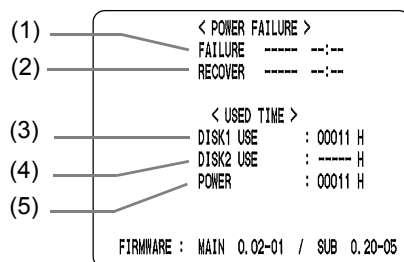 < POWER FAILURE >
(1) FAILURE ----- --:--
(2) RECOVER ----- --:--
< USED TIME >
(3) DISK1 USE : 00011 H
(4) DISK2 USE : ----- H
(5) POWER : 00011 H
FIRMWARE : MAIN 0.02-01 / SUB 0.20-05